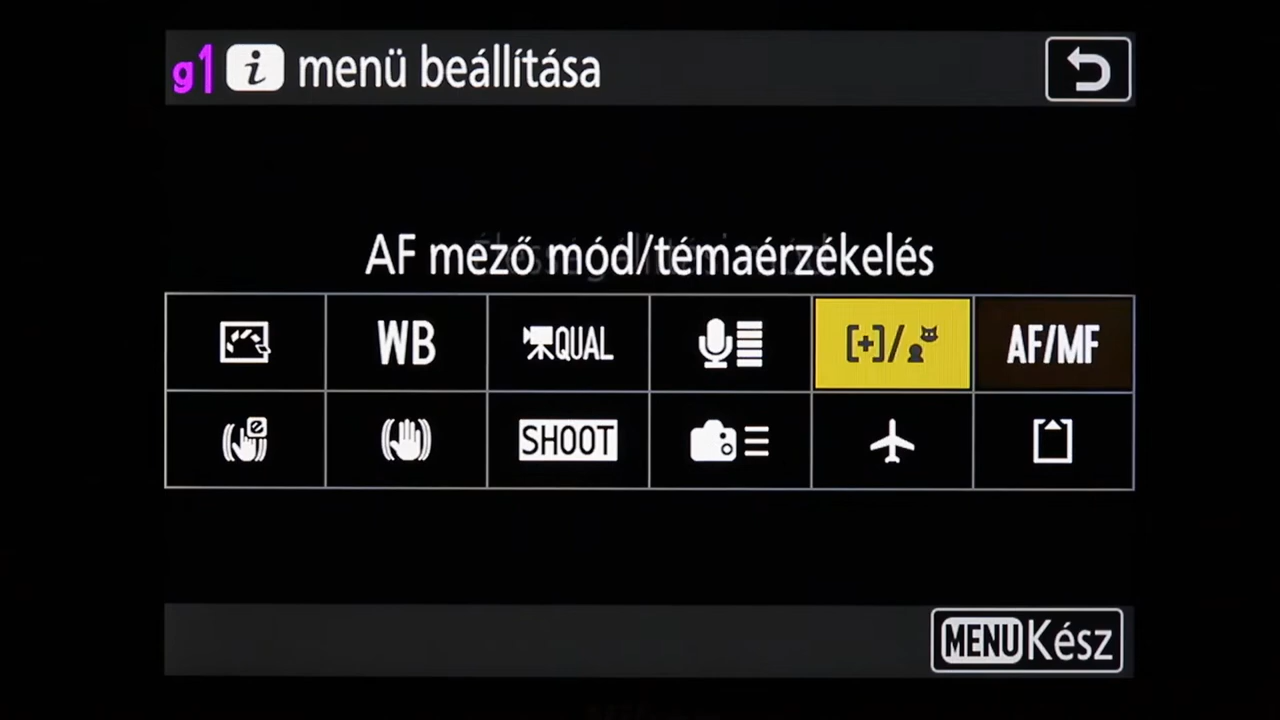 g1 i menü beállítása
AF mező mód/témaérzékelés
WB QUAL AF/MF
SHOOT
MENU Kész